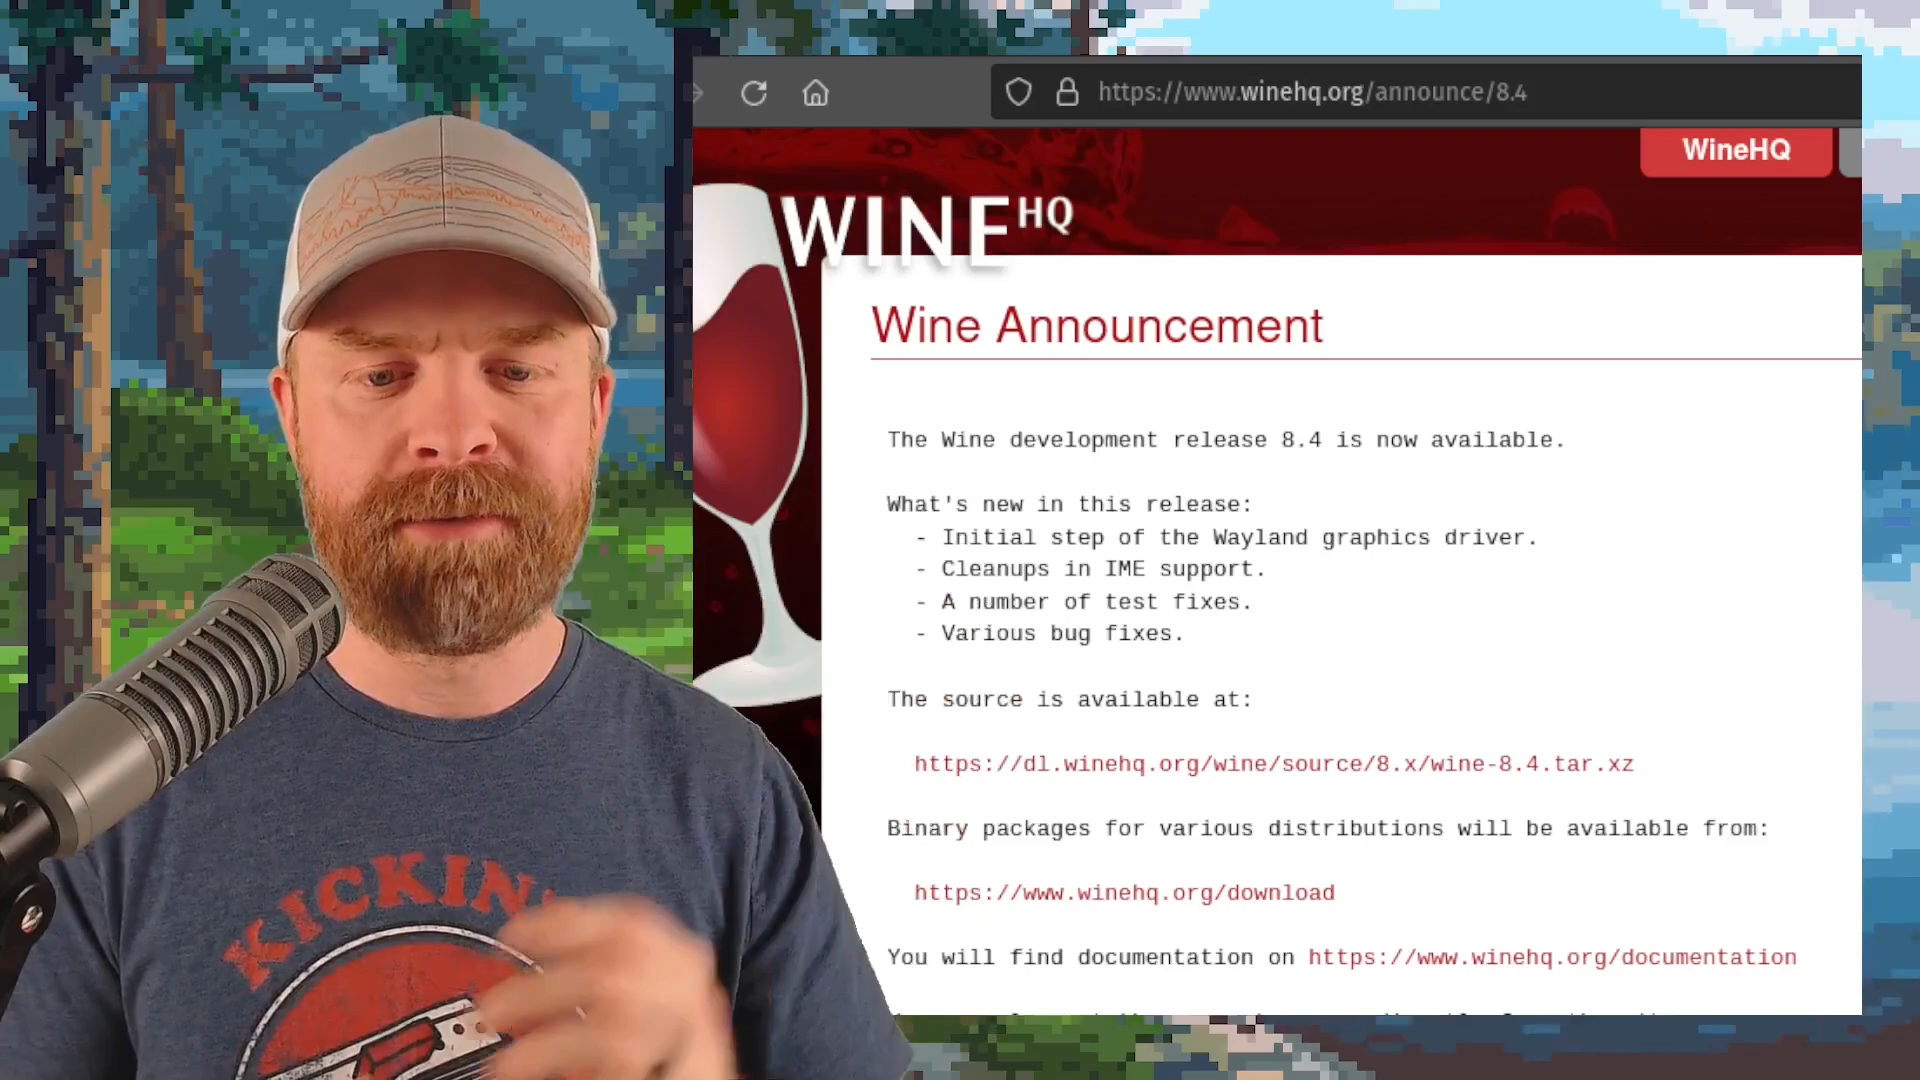 https://www.winehq.org/announce/8.4
WineHQ
WINEHQ
Wine Announcement
The Wine development release 8.4 is now available.
What's new in this release:
- Initial step of the Wayland graphics driver.
- Cleanups in IME support.
- A number of test fixes.
- Various bug fixes.
The source is available at:
https://dl.winehq.org/wine/source/8.x/wine-8.4.tar.xz
Binary packages for various distributions will be available from:
https://www.winehq.org/download
You will find documentation on https://www.winehq.org/documentation
KICKIN